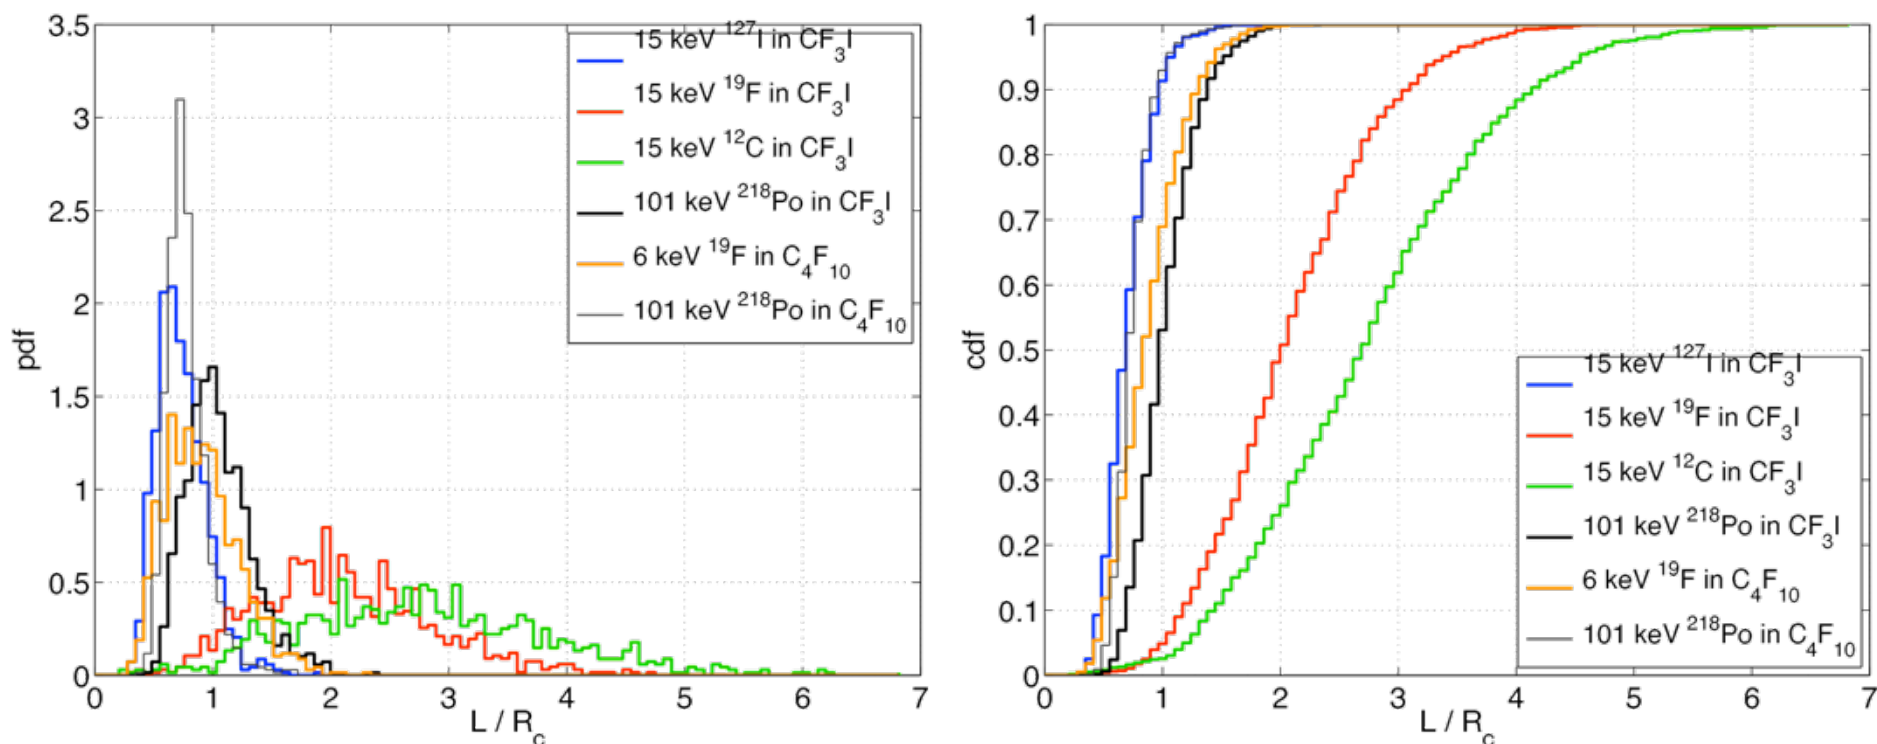 3.5
3
2.5
2
1.5
1
0.5
0
pdf
15 keV ¹²⁷I in CF₃I
15 keV ¹⁹F in CF₃I
15 keV ¹²C in CF₃I
101 keV ²¹⁸Po in CF₃I
6 keV ¹⁹F in C₄F₁₀
101 keV ²¹⁸Po in C₄F₁₀
0 1 2 3 4 5 6 7
L / R_c
1
0.9
0.8
0.7
0.6
0.5
0.4
0.3
0.2
0.1
0
cdf
15 keV ¹²⁷I in CF₃I
15 keV ¹⁹F in CF₃I
15 keV ¹²C in CF₃I
101 keV ²¹⁸Po in CF₃I
6 keV ¹⁹F in C₄F₁₀
101 keV ²¹⁸Po in C₄F₁₀
0 1 2 3 4 5 6 7
L / R_c